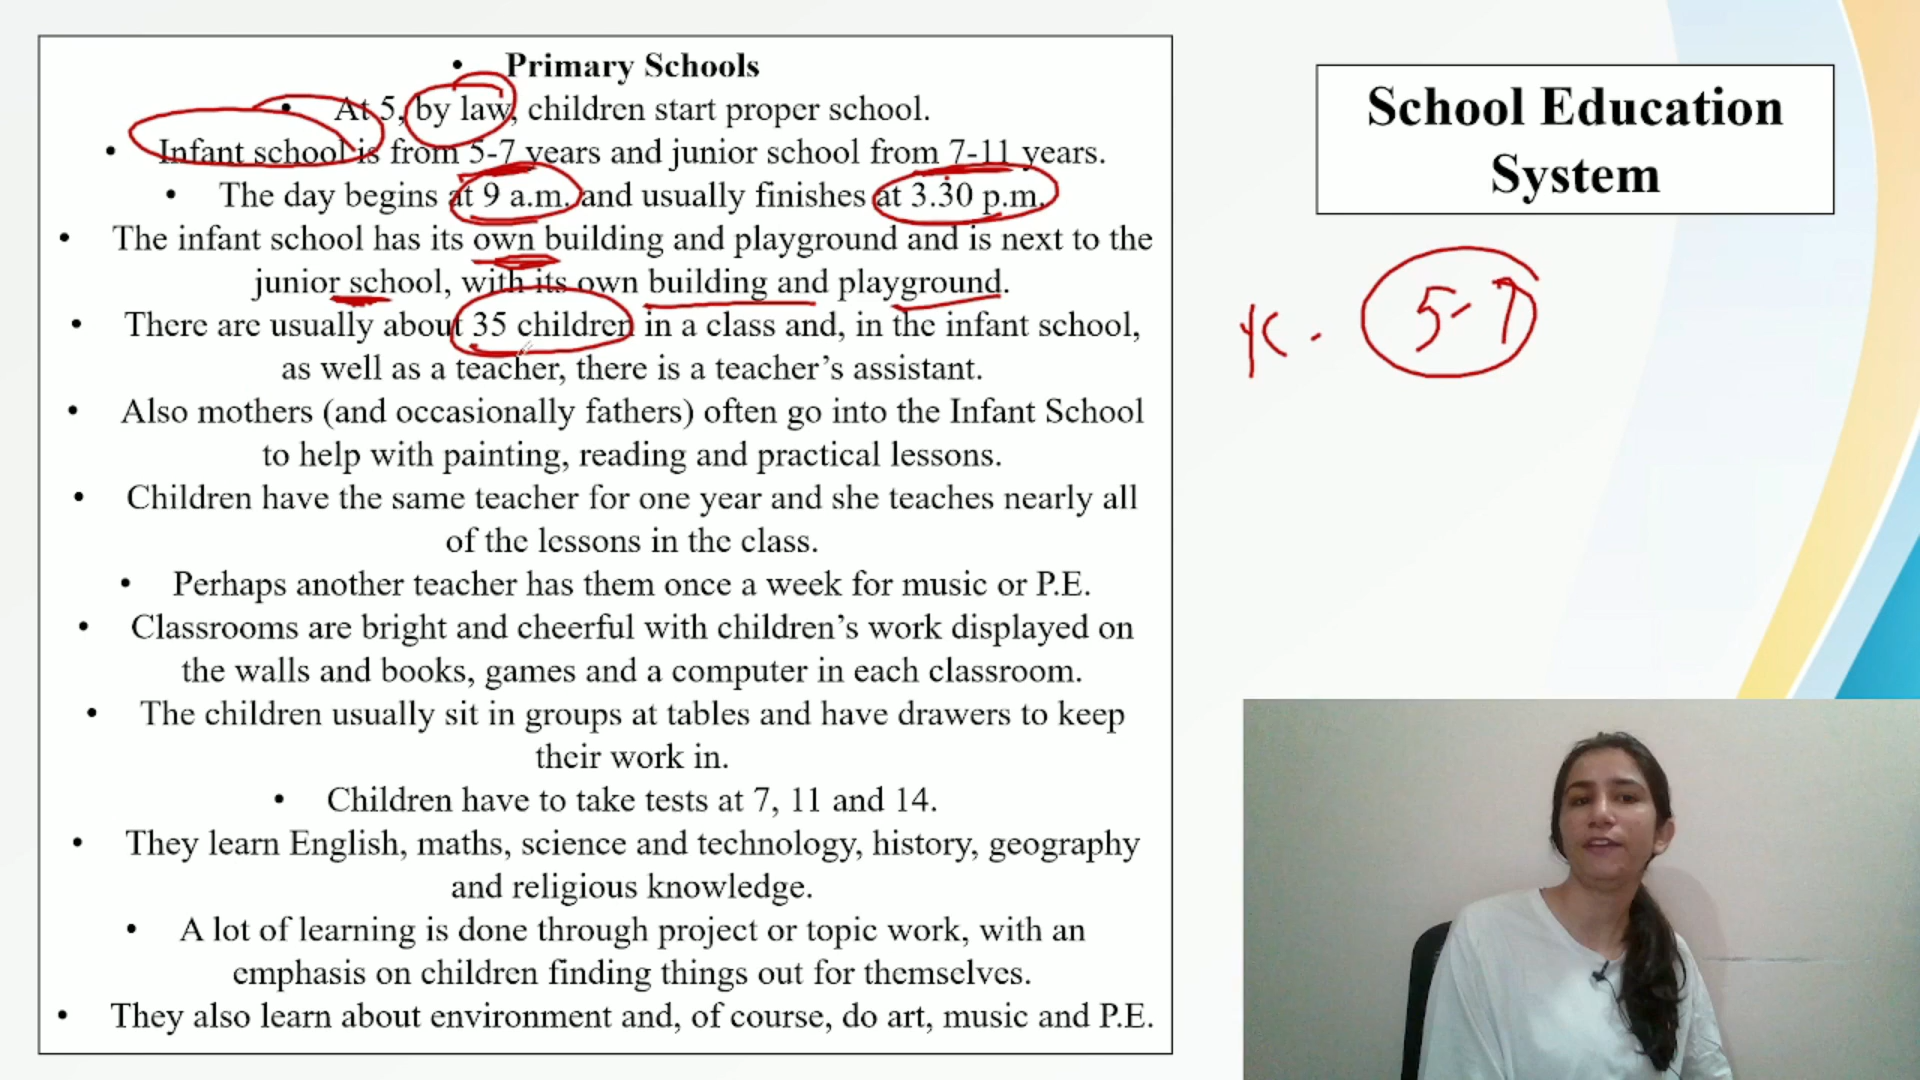 • Primary Schools
• At 5, by law, children start proper school.
• Infant school is from 5-7 years and junior school from 7-11 years.
• The day begins at 9 a.m. and usually finishes at 3.30 p.m.
• The infant school has its own building and playground and is next to the
junior school, with its own building and playground.
• There are usually about 35 children in a class and, in the infant school,
as well as a teacher, there is a teacher’s assistant.
• Also mothers (and occasionally fathers) often go into the Infant School
to help with painting, reading and practical lessons.
• Children have the same teacher for one year and she teaches nearly all
of the lessons in the class.
• Perhaps another teacher has them once a week for music or P.E.
• Classrooms are bright and cheerful with children’s work displayed on
the walls and books, games and a computer in each classroom.
• The children usually sit in groups at tables and have drawers to keep
their work in.
• Children have to take tests at 7, 11 and 14.
• They learn English, maths, science and technology, history, geography
and religious knowledge.
• A lot of learning is done through project or topic work, with an
emphasis on children finding things out for themselves.
• They also learn about environment and, of course, do art, music and P.E.
School Education
System
5-7